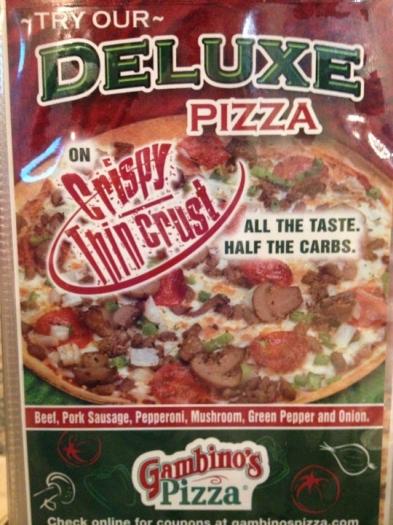 ~TRY OUR~
DELUXE
PIZZA
ON
Crispy
Thin Crust
ALL THE TASTE.
HALF THE CARBS.
Beef, Pork Sausage, Pepperoni, Mushroom, Green Pepper and Onion.
Gambino's
Pizza®
Check online for coupons at gambinospizza.com